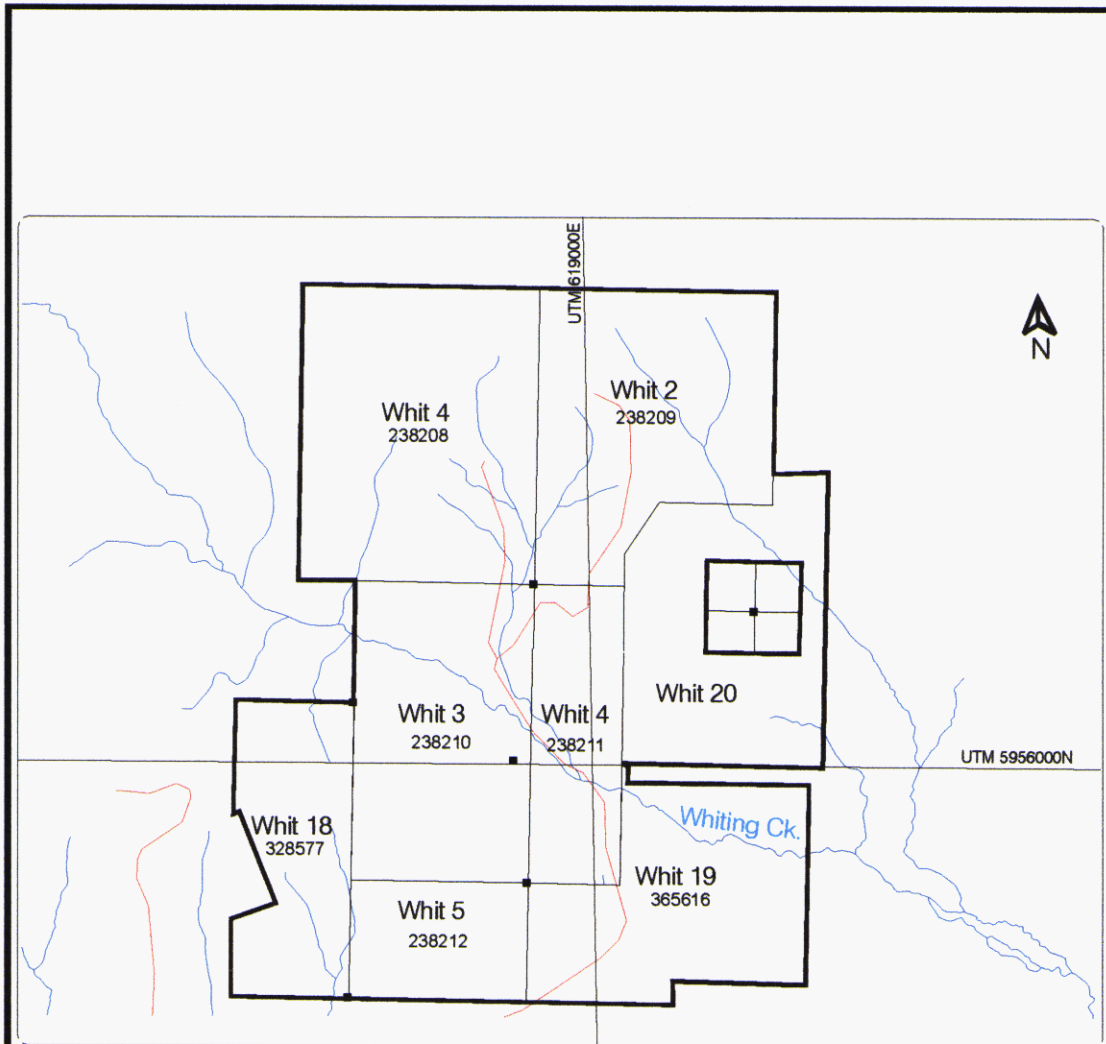 UTM 619000E
N
Whit 2
238209
Whit 4
238208
Whit 20
Whit 3
238210
Whit 4
238211
UTM 5956000N
Whiting Ck.
Whit 18
328577
Whit 19
365616
Whit 5
238212